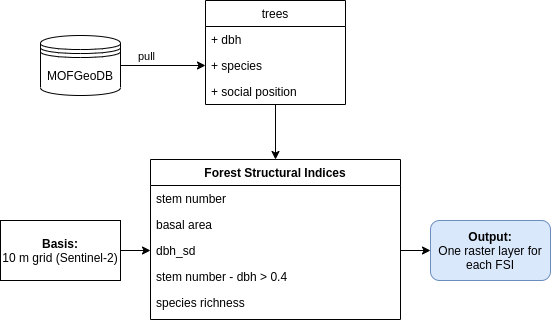 trees
+ dbh
pull
+ species
MOFGeoDB
+ social position
Forest Structural Indices
stem number
basal area
dbh_sd
stem number - dbh > 0.4
species richness
Basis:
10 m grid (Sentinel-2)
Output:
One raster layer for
each FSI